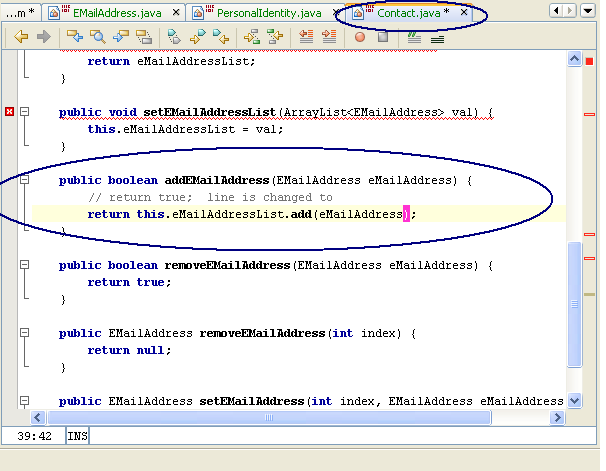 ...m * EMailAddress.java PersonalIdentity.java Contact.java *
return eMailAddressList;
}
public void setEMailAddressList(ArrayList<EMailAddress> val) {
this.eMailAddressList = val;
}
public boolean addEMailAddress(EMailAddress eMailAddress) {
// return true;  line is changed to
return this.eMailAddressList.add(eMailAddress);
}
public boolean removeEMailAddress(EMailAddress eMailAddress) {
return true;
}
public EMailAddress removeEMailAddress(int index) {
return null;
}
public EMailAddress setEMailAddress(int index, EMailAddress eMailAddress
39:42 INS